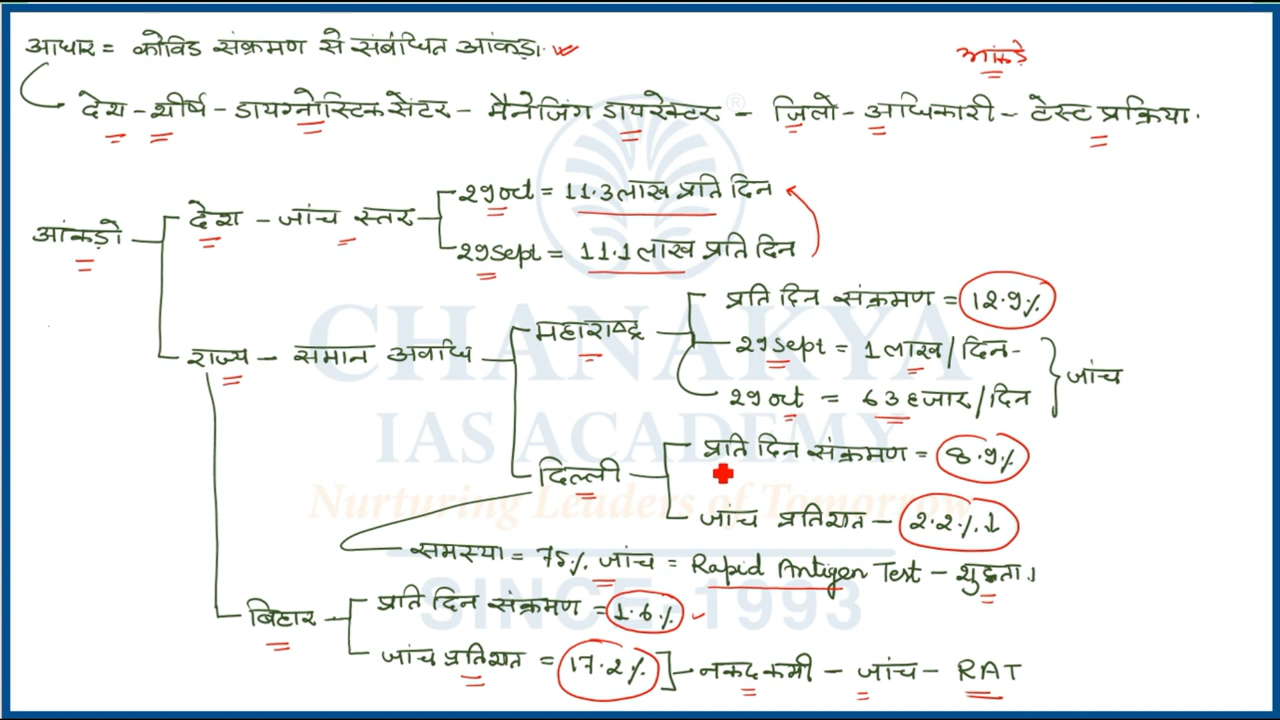 आधार = कोविड संक्रमण से संबंधित आंकड़ा.
आंकड़े
देश - शीर्ष - डायग्नोस्टिक सेंटर - मैनेजिंग डायरेक्टर - जिलो - अधिकारी - टेस्ट प्रक्रिया.
29 oct = 11.3 लाख प्रति दिन
आंकड़ो
देश - जांच स्तर
29 Sept = 11.1 लाख प्रति दिन
प्रति दिन संक्रमण = 12.9%
महाराष्ट्र
29 Sept = 1 लाख / दिन -
राज्य - समान अवधि
जांच
29 oct = 63 हजार / दिन
प्रति दिन संक्रमण = 8.9%
दिल्ली
जांच प्रतिशत - 2.2% ↓
समस्या = 75% जांच = Rapid Antigen Test - शुद्धता।
प्रति दिन संक्रमण = 1.6%
बिहार
जांच प्रतिशत = 17.2%
नकद कमी - जांच - RAT
CHANAKYA
IAS ACADEMY
Nurturing Leaders of Tomorrow
SINCE-1993
®